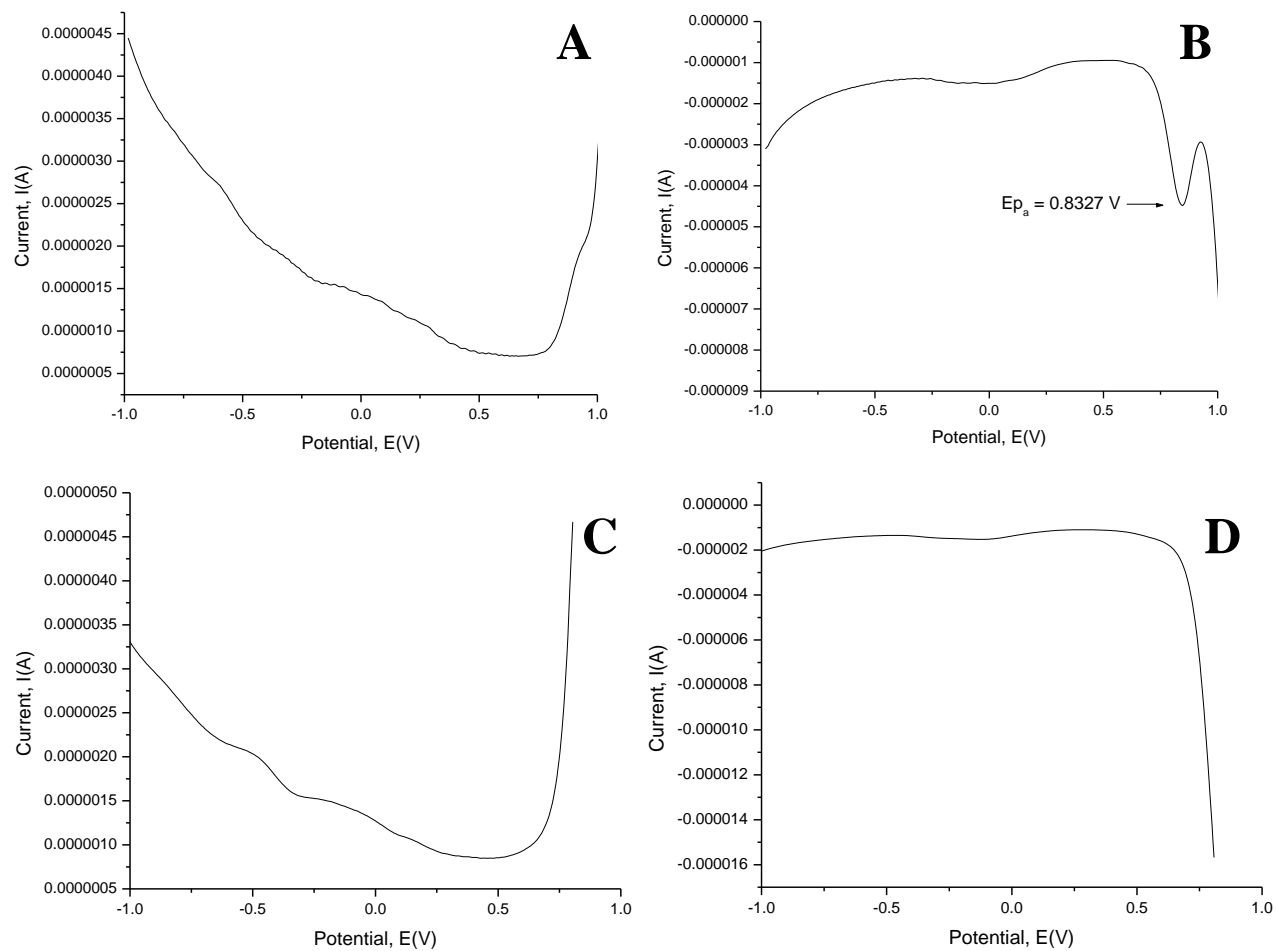 A
0.0000045
0.0000040
0.0000035
0.0000030
0.0000025
0.0000020
0.0000015
0.0000010
0.0000005
Current, I(A)
-1.0 -0.5 0.0 0.5 1.0
Potential, E(V)
B
0.000000
-0.000001
-0.000002
-0.000003
-0.000004
-0.000005
-0.000006
-0.000007
-0.000008
-0.000009
Current, I(A)
Epa = 0.8327 V
-1.0 -0.5 0.0 0.5 1.0
Potential, E(V)
C
0.0000050
0.0000045
0.0000040
0.0000035
0.0000030
0.0000025
0.0000020
0.0000015
0.0000010
0.0000005
Current, I(A)
-1.0 -0.5 0.0 0.5 1.0
Potential, E(V)
D
0.000000
-0.000002
-0.000004
-0.000006
-0.000008
-0.000010
-0.000012
-0.000014
-0.000016
Current, I(A)
-1.0 -0.5 0.0 0.5 1.0
Potential, E(V)